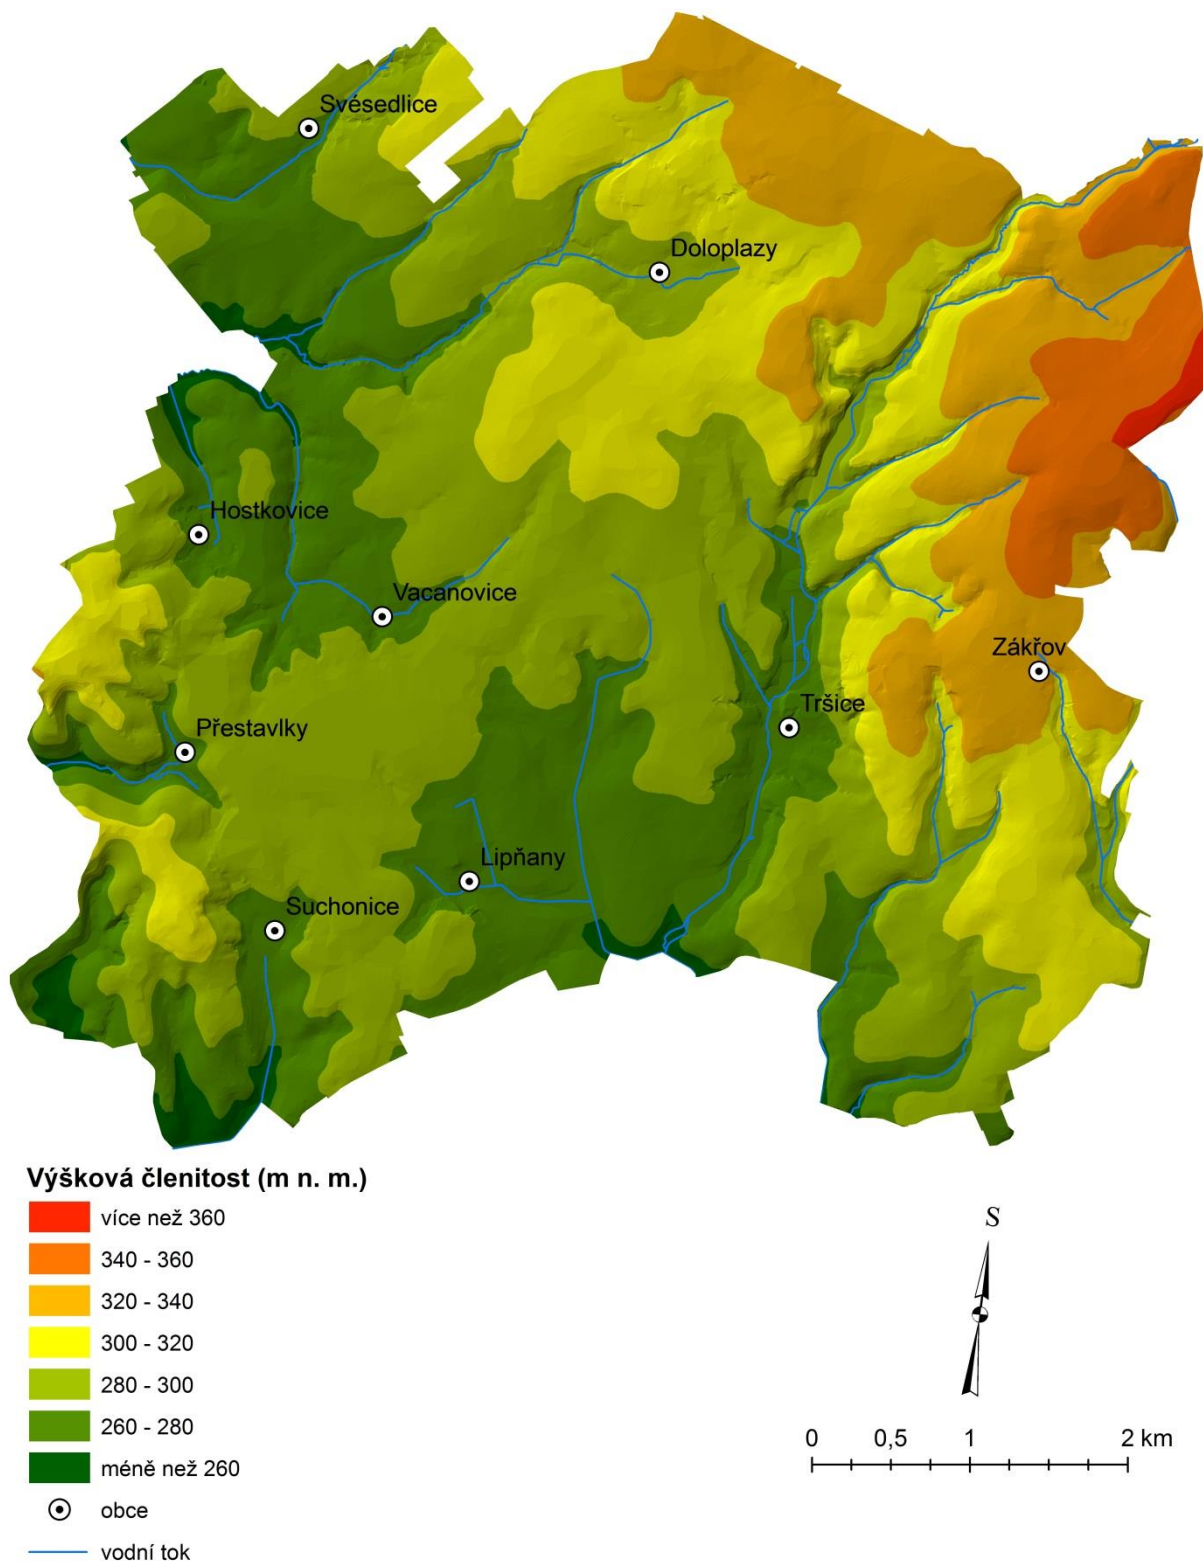 Svésedlice
Doloplazy
Hostkovice
Vacanovice
Zákřov
Tršice
Přestavlky
Lipňany
Suchonice
Výšková členitost (m n. m.)
více než 360
340 - 360
320 - 340
300 - 320
280 - 300
260 - 280
méně než 260
obce
vodní tok
S
0 0,5 1 2 km